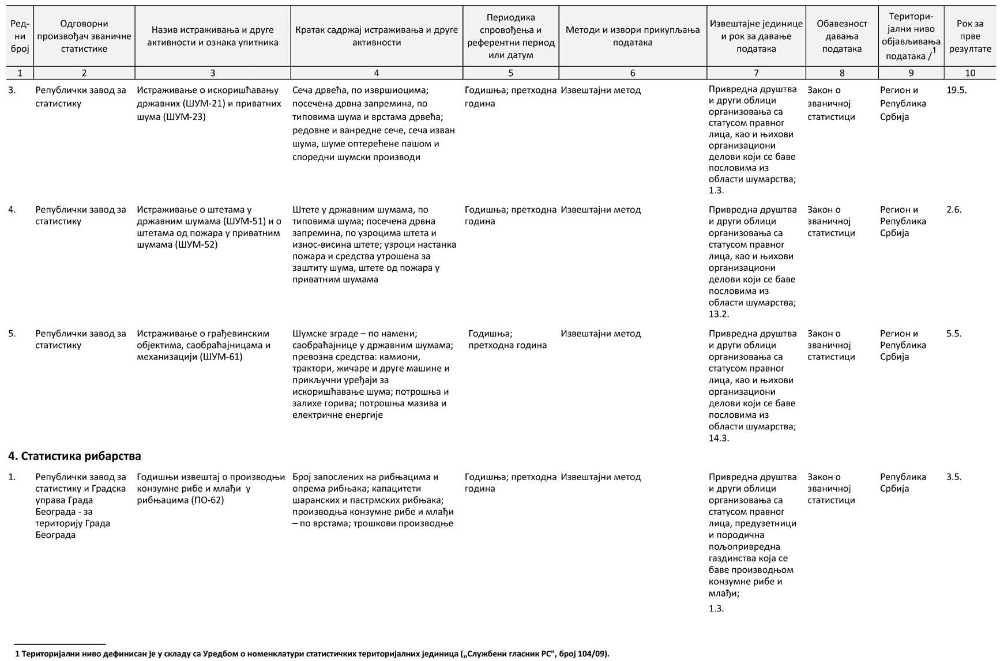 Ред-
ни
број
Одговорни
произвођач званичне
статистике
Назив истраживања и друге
активности и ознака упитника
Кратак садржај истраживања и друге
активности
Периодика
спровођења и
референтни период
или датум
Методи и извори прикупљања
података
Извештајне јединице
и рок за давање
података
Обавезност
давања
података
Територи-
јални ниво
објављивања
података /1
Рок за
прве
резултате
1 2 3 4 5 6 7 8 9 10
3.
Републички завод за
статистику
Истраживање о искоришћавању
државних (ШУМ-21) и приватних
шума (ШУМ-23)
Сеча дрвећа, по извршиоцима;
посечена дрвна запремина, по
типовима шума и врстама дрвећа;
редовне и ванредне сече, сеча изван
шума, шуме оптерећене пашом и
споредни шумски производи
Годишња; претходна
година
Извештајни метод
Привредна друштва
и други облици
организовања са
статусом правног
лица, као и њихови
организациони
делови који се баве
пословима из
области шумарства;
1.3.
Закон о
званичној
статистици
Регион и
Република
Србија
19.5.
4.
Републички завод за
статистику
Истраживање о штетама у
државним шумама (ШУМ-51) и о
штетама од пожара у приватним
шумама (ШУМ-52)
Штете у државним шумама, по
типовима шума; посечена дрвна
запремина, по узроцима штета и
износ-висина штете; узроци настанка
пожара и средства утрошена за
заштиту шума, штете од пожара у
приватним шумама
Годишња; претходна
година
Извештајни метод
Привредна друштва
и други облици
организовања са
статусом правног
лица, као и њихови
организациони
делови који се баве
пословима из
области шумарства;
13.2.
Закон о
званичној
статистици
Регион и
Република
Србија
2.6.
5.
Републички завод за
статистику
Истраживање о грађевинским
објектима, саобраћајницама и
механизацији (ШУМ-61)
Шумске зграде – по намени;
саобраћајнице у државним шумама;
превозна средства: камиони,
трактори, жичаре и друге машине и
прикључни уређаји за
искоришћавање шума; потрошња и
залихе горива; потрошња мазива и
електричне енергије
Годишња;
претходна година
Извештајни метод
Привредна друштва
и други облици
организовања са
статусом правног
лица, као и њихови
организациони
делови који се баве
пословима из
области шумарства;
14.3.
Закон о
званичној
статистици
Регион и
Република
Србија
5.5.
4. Статистика рибарства
1.
Републички завод за
статистику и Градска
управа Града
Београда - за
територију Града
Београда
Годишњи извештај о производњи
конзумне рибе и млађи у
рибњацима (ПО-62)
Број запослених на рибњацима и
опрема рибњака; капацитети
шаранских и пастрмских рибњака;
производња конзумне рибе и млађи
– по врстама; трошкови производње
Годишња; претходна
година
Извештајни метод
Привредна друштва
и други облици
организовања са
статусом правног
лица, предузетници
и породична
пољопривредна
газдинства која се
баве производњом
конзумне рибе и
млађи;
1.3.
Закон о
званичној
статистици
Република
Србија
3.5.
1 Територијални ниво дефинисан је у складу са Уредбом о номенклатури статистичких територијалних јединица („Службени гласник РС”, број 104/09).